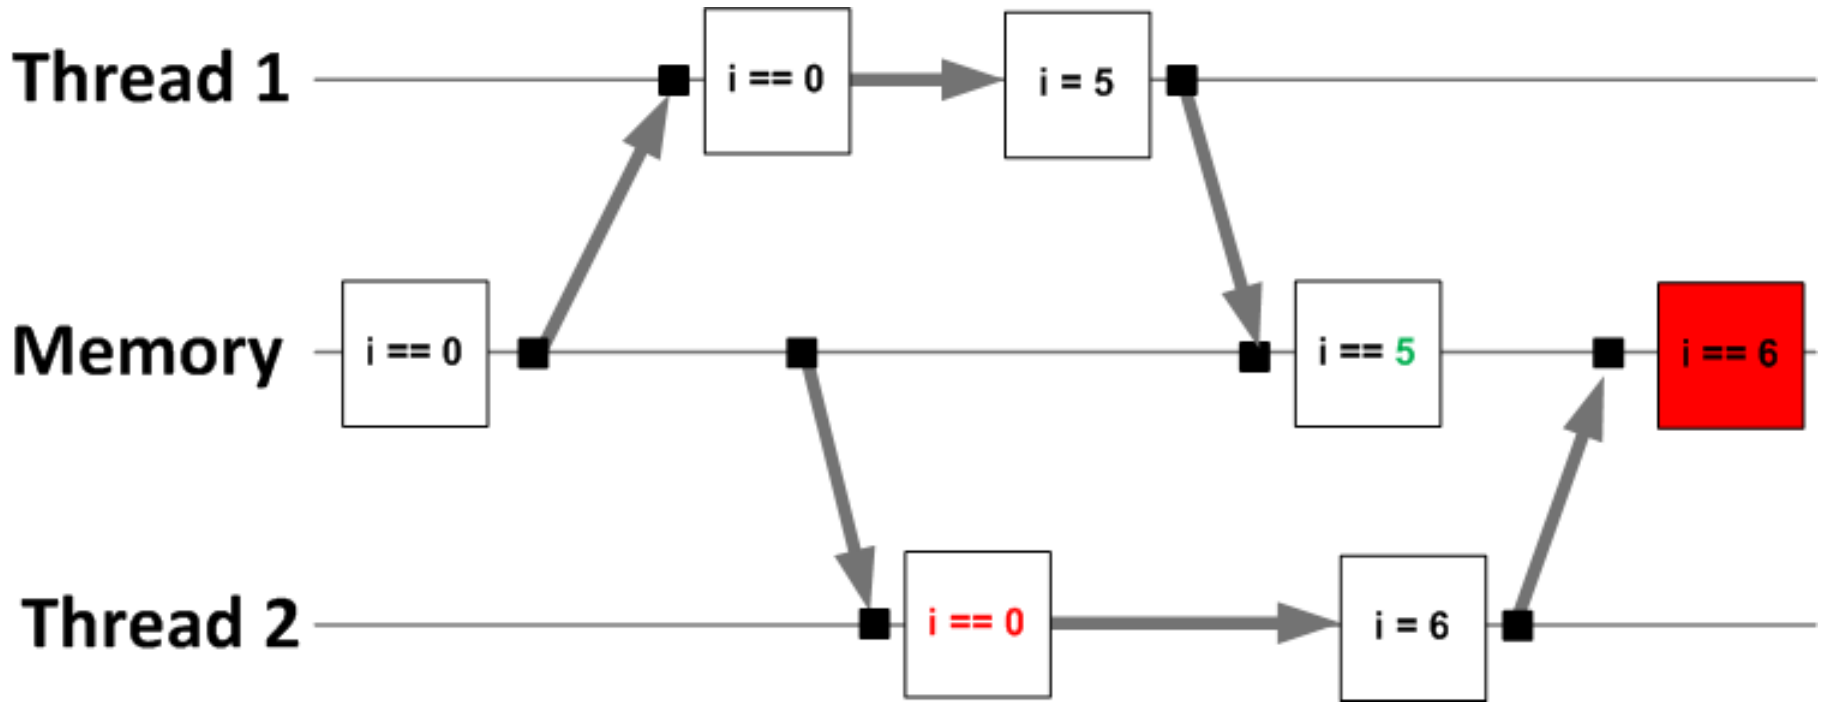 Thread 1
i == 0
i = 5
Memory
i == 0
i == 5
i == 6
Thread 2
i == 0
i = 6